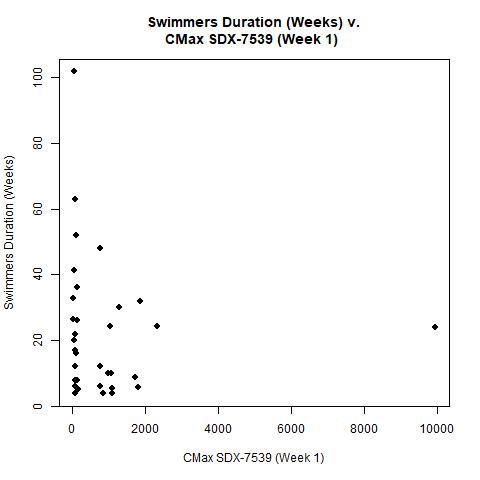 Swimmers Duration (Weeks) v.
CMax SDX-7539 (Week 1)
Swimmers Duration (Weeks)
100
80
60
40
20
0
0 2000 4000 6000 8000 10000
CMax SDX-7539 (Week 1)